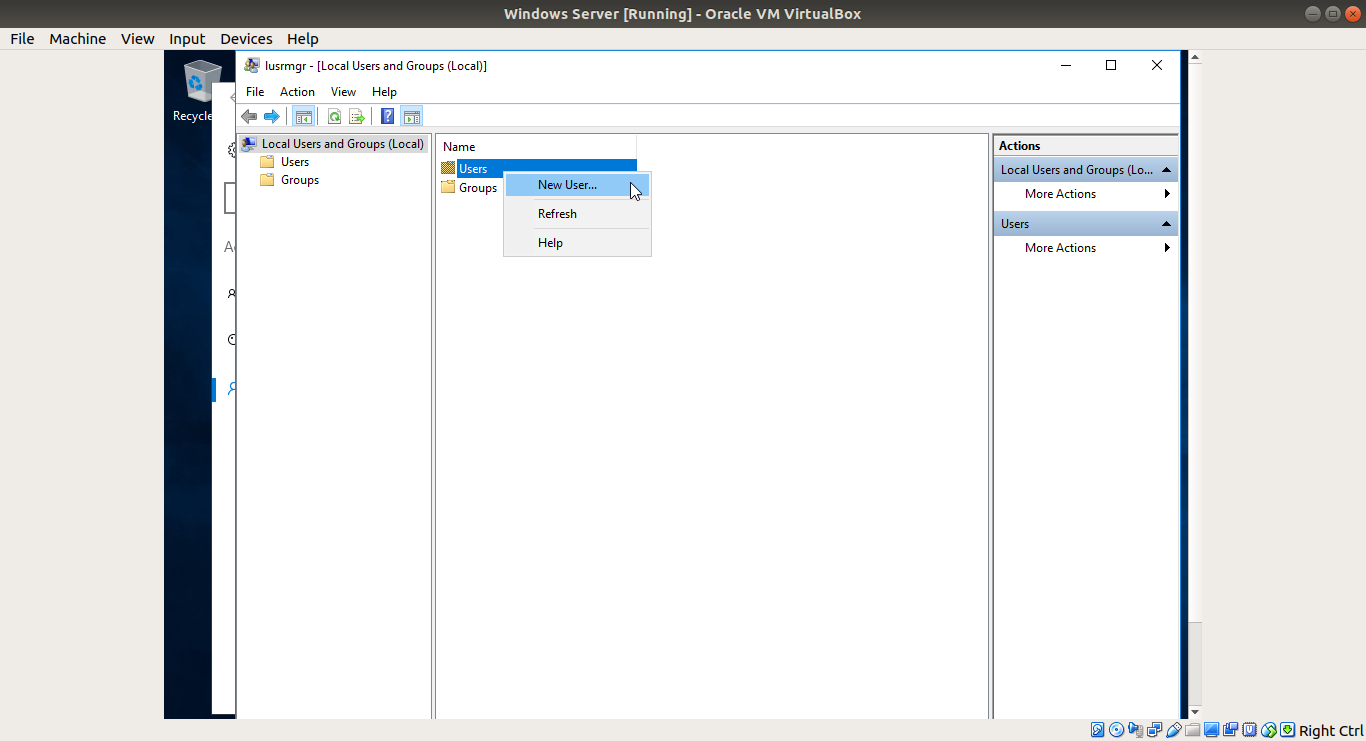 Windows Server [Running] - Oracle VM VirtualBox
File Machine View Input Devices Help
Recycle
lusrmgr - [Local Users and Groups (Local)]
File Action View Help
Local Users and Groups (Local)
Users
Groups
Name
Users
Groups
New User...
Refresh
Help
Actions
Local Users and Groups (Lo...
More Actions
Users
More Actions
Right Ctrl